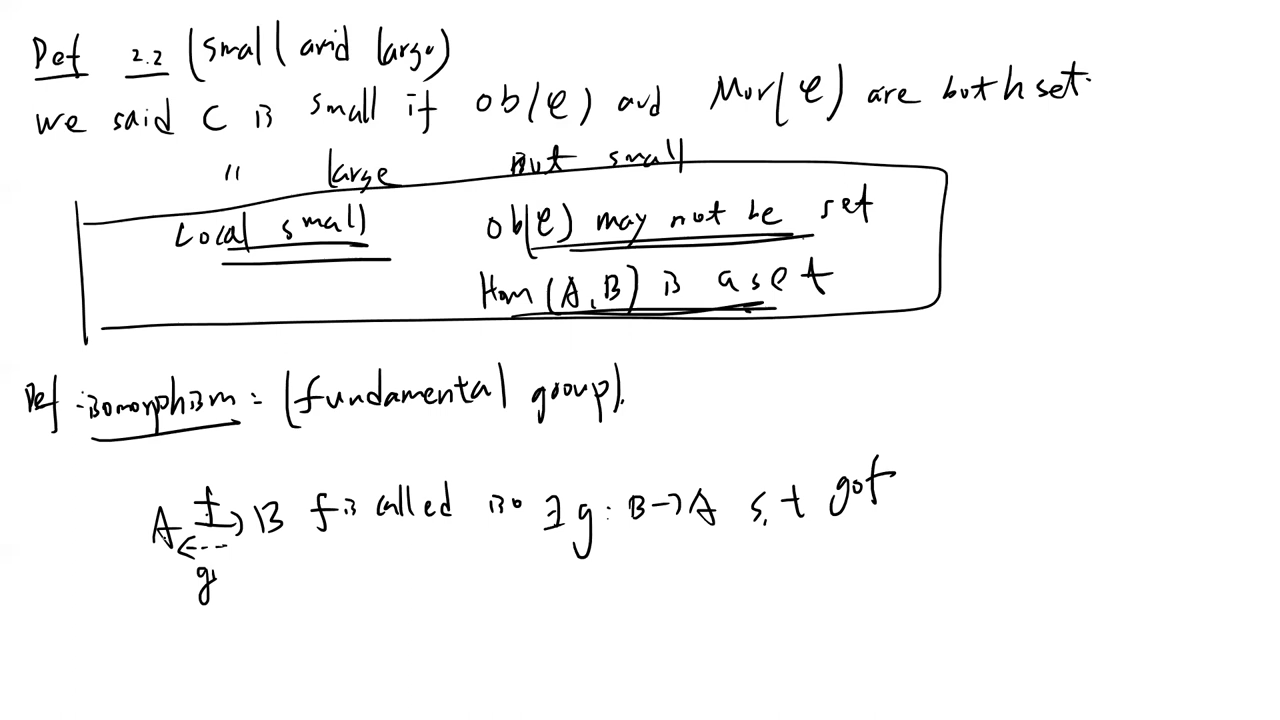 Def 2.2 (small and large)
we said C is small if ob(C) and Mor(C) are both set.
" large not small
Local small ob(C) may not be set
Hom(A,B) is a set
Def isomorphism = (fundamental group).
A f B f is called iso ∃ g: B→A s.t g∘f
g